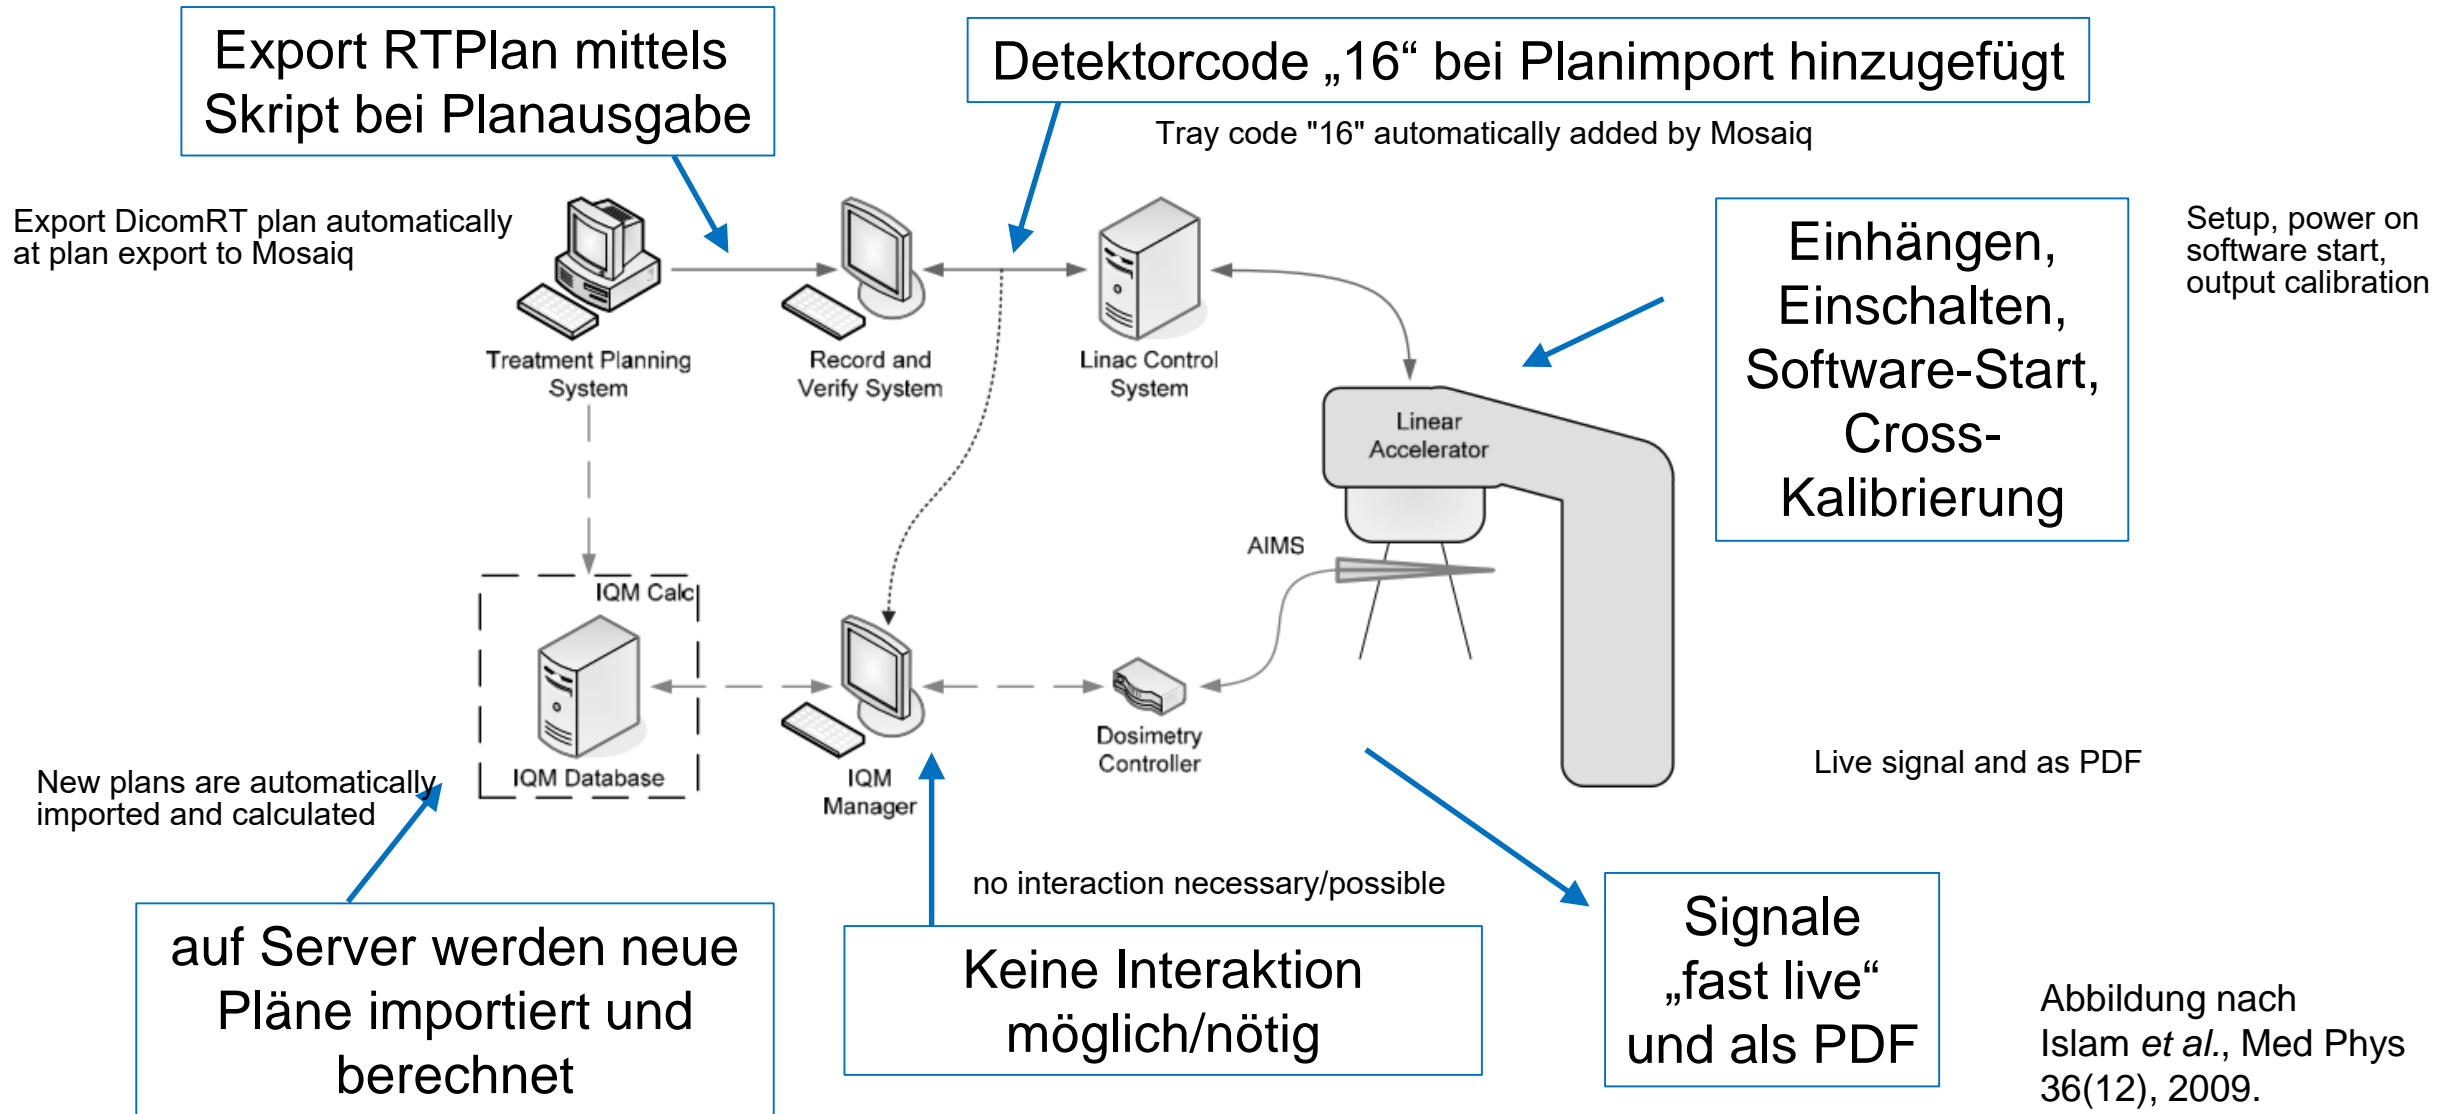 Export RTPlan mittels
Skript bei Planausgabe
Detektorcode „16“ bei Planimport hinzugefügt
Tray code "16" automatically added by Mosaiq
Export DicomRT plan automatically
at plan export to Mosaiq
Einhängen,
Einschalten,
Software-Start,
Cross-
Kalibrierung
Setup, power on
software start,
output calibration
Treatment Planning
System
Record and
Verify System
Linac Control
System
Linear
Accelerator
AIMS
IQM Calc
IQM Database
IQM
Manager
Dosimetry
Controller
Live signal and as PDF
New plans are automatically
imported and calculated
no interaction necessary/possible
auf Server werden neue
Pläne importiert und
berechnet
Keine Interaktion
möglich/nötig
Signale
„fast live“
und als PDF
Abbildung nach
Islam et al., Med Phys
36(12), 2009.